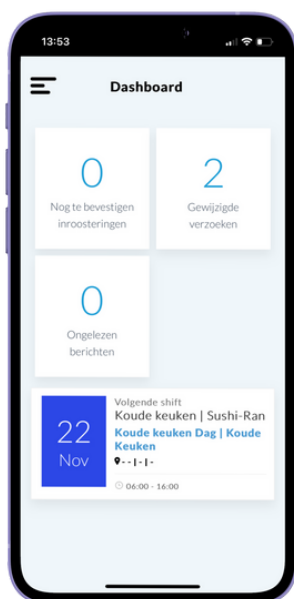 13:53
Dashboard
0
Nog te bevestigen
inroosteringen
2
Gewijzigde
verzoeken
0
Ongelezen
berichten
22
Nov
Volgende shift
Koude keuken | Sushi-Ran
Koude keuken Dag | Koude
Keuken
- - | - | -
06:00 - 16:00